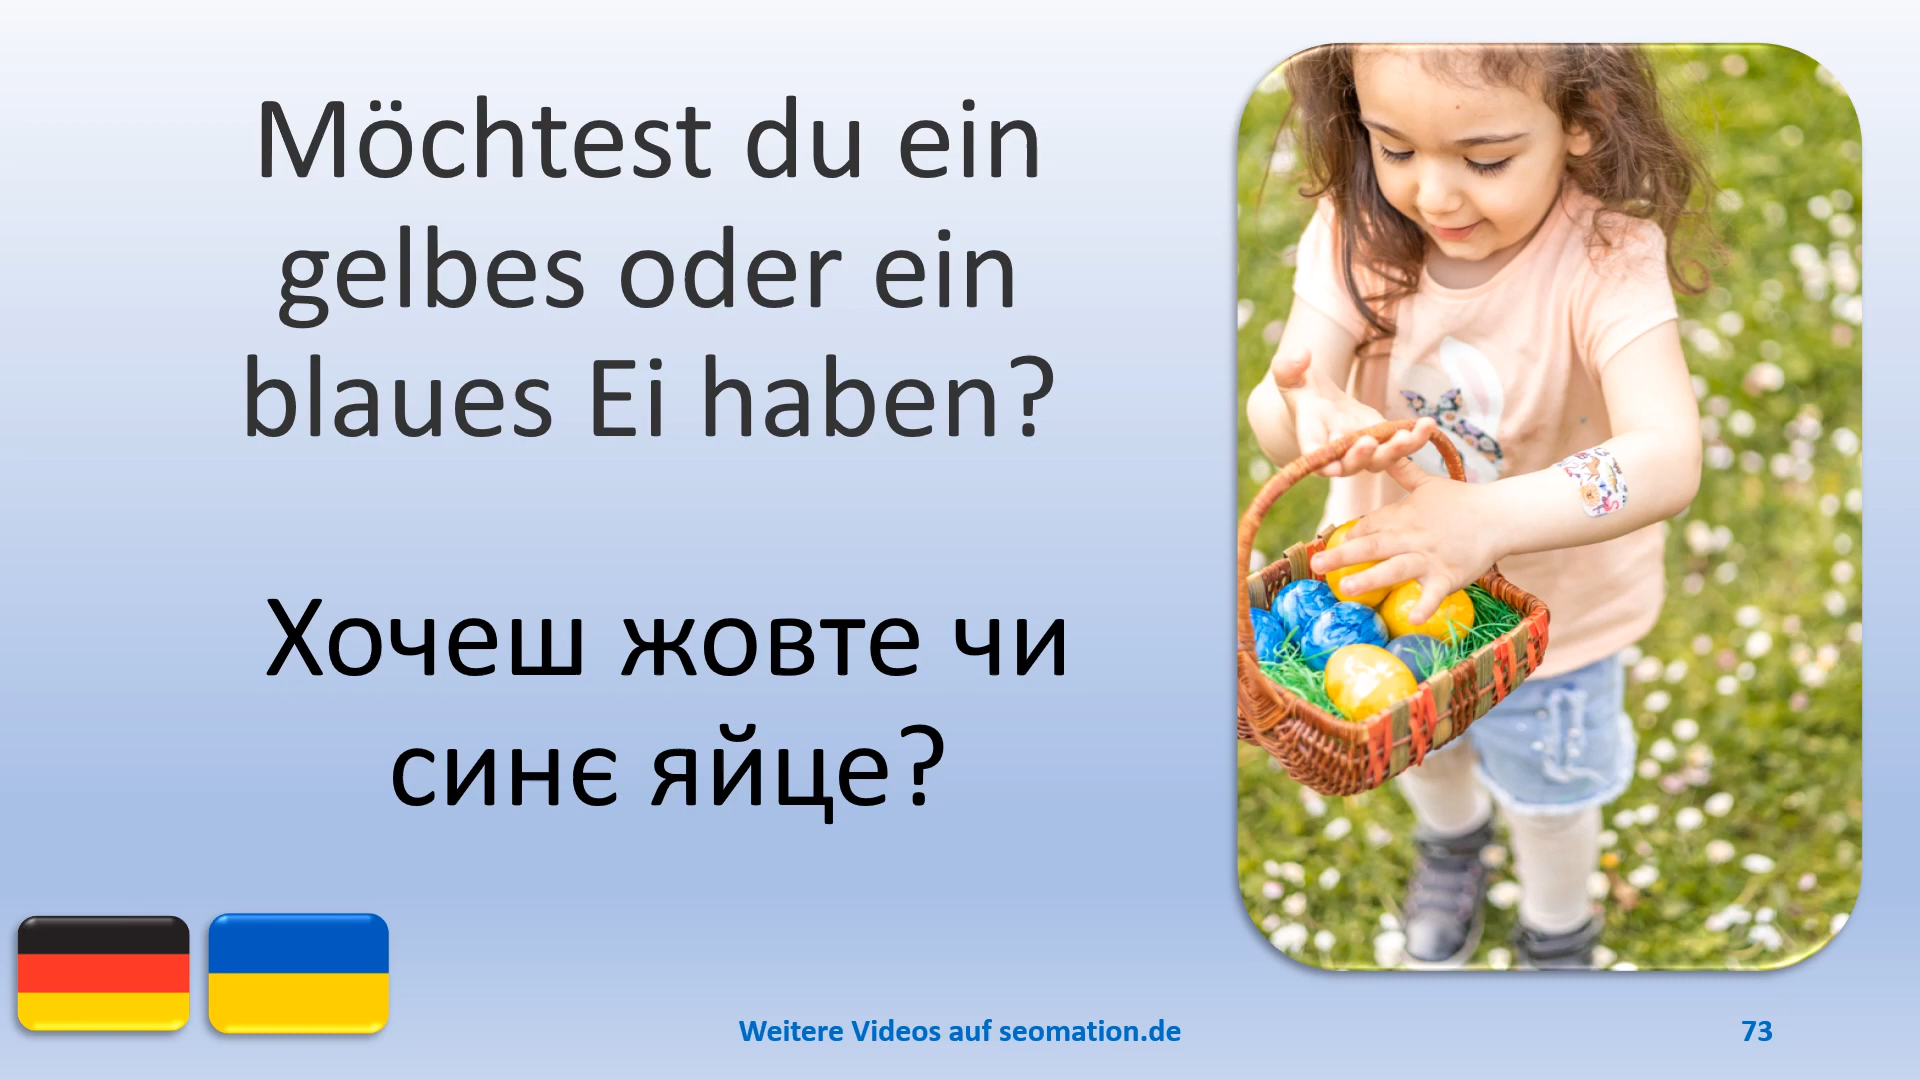 Möchtest du ein
gelbes oder ein
blaues Ei haben?
Хочеш жовте чи
синє яйце?
Weitere Videos auf seomation.de
73